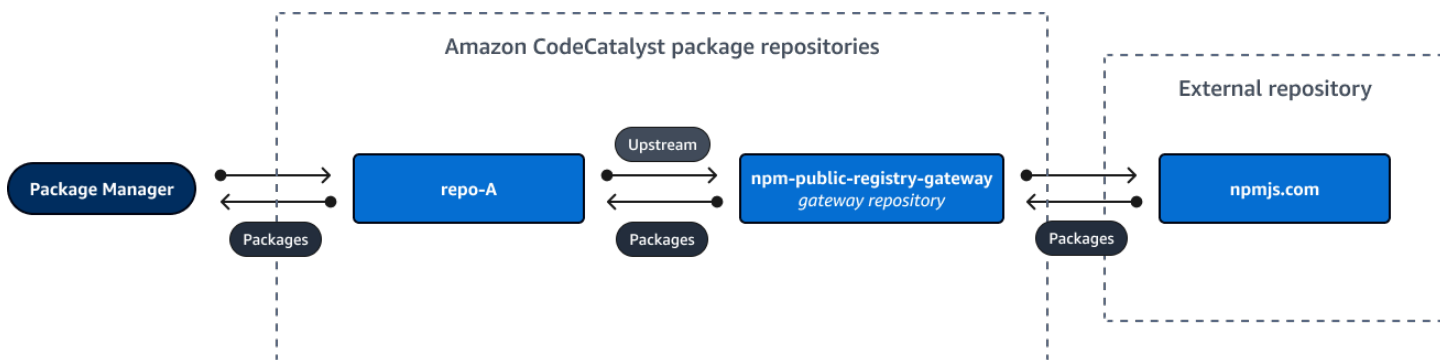 Amazon CodeCatalyst package repositories
External repository
Upstream
Package Manager
repo-A
npm-public-registry-gateway
gateway repository
npmjs.com
Packages
Packages
Packages